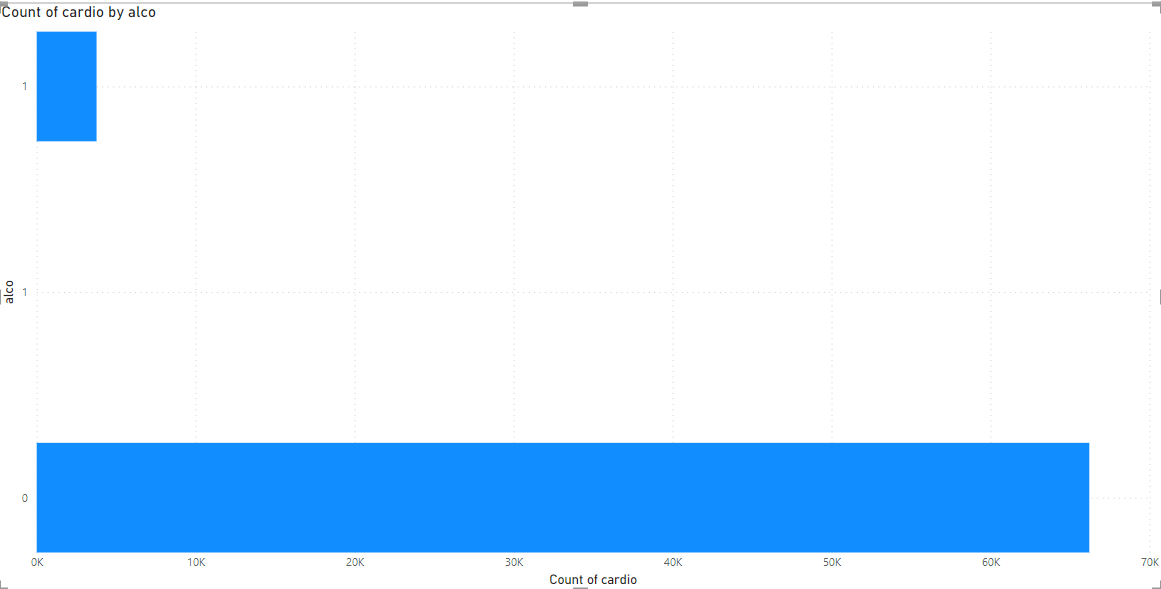 Count of cardio by alco
1
alco
1
0
0K 10K 20K 30K 40K 50K 60K 70K
Count of cardio